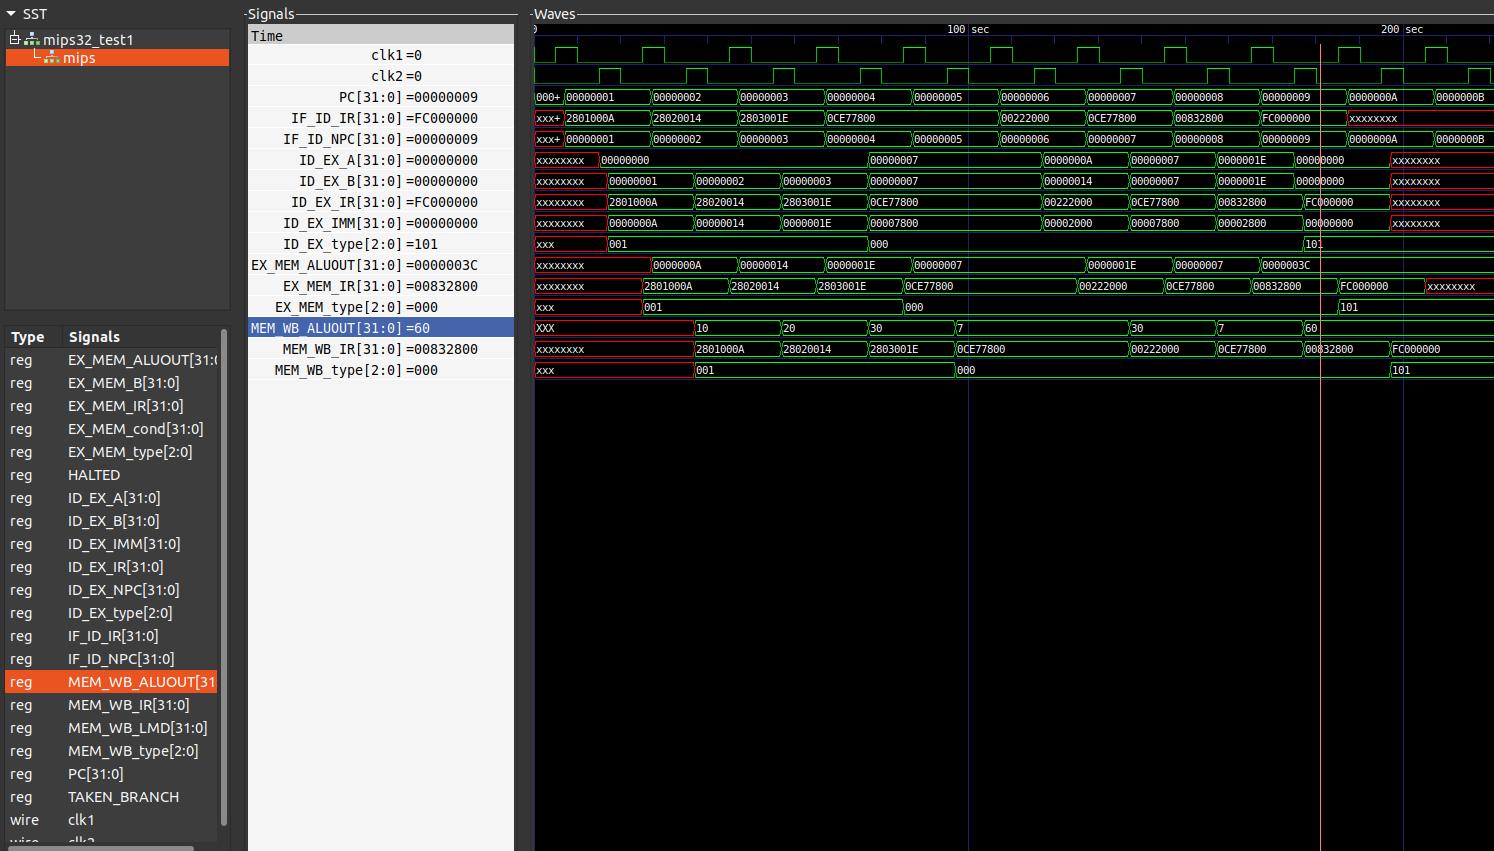 SST
mips32_test1
mips
Type Signals
reg EX_MEM_ALUOUT[31:0
reg EX_MEM_B[31:0]
reg EX_MEM_IR[31:0]
reg EX_MEM_cond[31:0]
reg EX_MEM_type[2:0]
reg HALTED
reg ID_EX_A[31:0]
reg ID_EX_B[31:0]
reg ID_EX_IMM[31:0]
reg ID_EX_IR[31:0]
reg ID_EX_NPC[31:0]
reg ID_EX_type[2:0]
reg IF_ID_IR[31:0]
reg IF_ID_NPC[31:0]
reg MEM_WB_ALUOUT[31
reg MEM_WB_IR[31:0]
reg MEM_WB_LMD[31:0]
reg MEM_WB_type[2:0]
reg PC[31:0]
reg TAKEN_BRANCH
wire clk1
wire clk2
Signals
Time
clk1 =0
clk2 =0
PC[31:0] =00000009
IF_ID_IR[31:0] =FC000000
IF_ID_NPC[31:0] =00000009
ID_EX_A[31:0] =00000000
ID_EX_B[31:0] =00000000
ID_EX_IR[31:0] =FC000000
ID_EX_IMM[31:0] =00000000
ID_EX_type[2:0] =101
EX_MEM_ALUOUT[31:0] =0000003C
EX_MEM_IR[31:0] =00832800
EX_MEM_type[2:0] =000
MEM_WB_ALUOUT[31:0] =60
MEM_WB_IR[31:0] =00832800
MEM_WB_type[2:0] =000
Waves
0 100 sec 200 sec
000+ 00000001 00000002 00000003 00000004 00000005 00000006 00000007 00000008 00000009 0000000A 0000000B
xxx+ 2801000A 28020014 2803001E 0CE77800 00222000 0CE77800 00832800 FC000000 xxxxxxxx
xxx+ 00000001 00000002 00000003 00000004 00000005 00000006 00000007 00000008 00000009 0000000A 0000000B
xxxxxxxx 00000000 00000007 0000000A 00000007 0000001E 00000000 xxxxxxxx
xxxxxxxx 00000001 00000002 00000003 00000007 00000014 00000007 0000001E 00000000 xxxxxxxx
xxxxxxxx 2801000A 28020014 2803001E 0CE77800 00222000 0CE77800 00832800 FC000000 xxxxxxxx
xxxxxxxx 0000000A 00000014 0000001E 00007800 00002000 00007800 00002800 00000000 xxxxxxxx
xxx 001 000 101
xxxxxxxx 0000000A 00000014 0000001E 00000007 0000001E 00000007 0000003C
xxxxxxxx 2801000A 28020014 2803001E 0CE77800 00222000 0CE77800 00832800 FC000000 xxxxxxxx
xxx 001 000 101
XXX 10 20 30 7 30 7 60
xxxxxxxx 2801000A 28020014 2803001E 0CE77800 00222000 0CE77800 00832800 FC000000
xxx 001 000 101